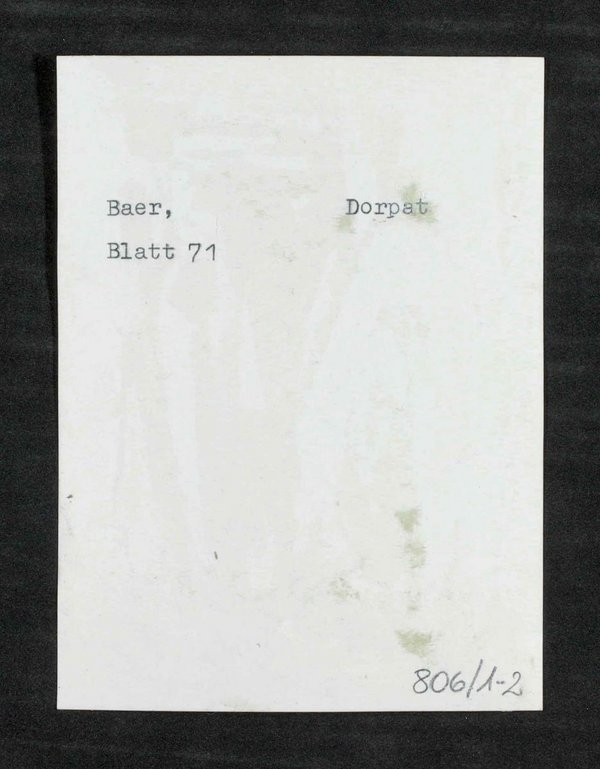 Baer, Dorpat
Blatt 71
806/1-2